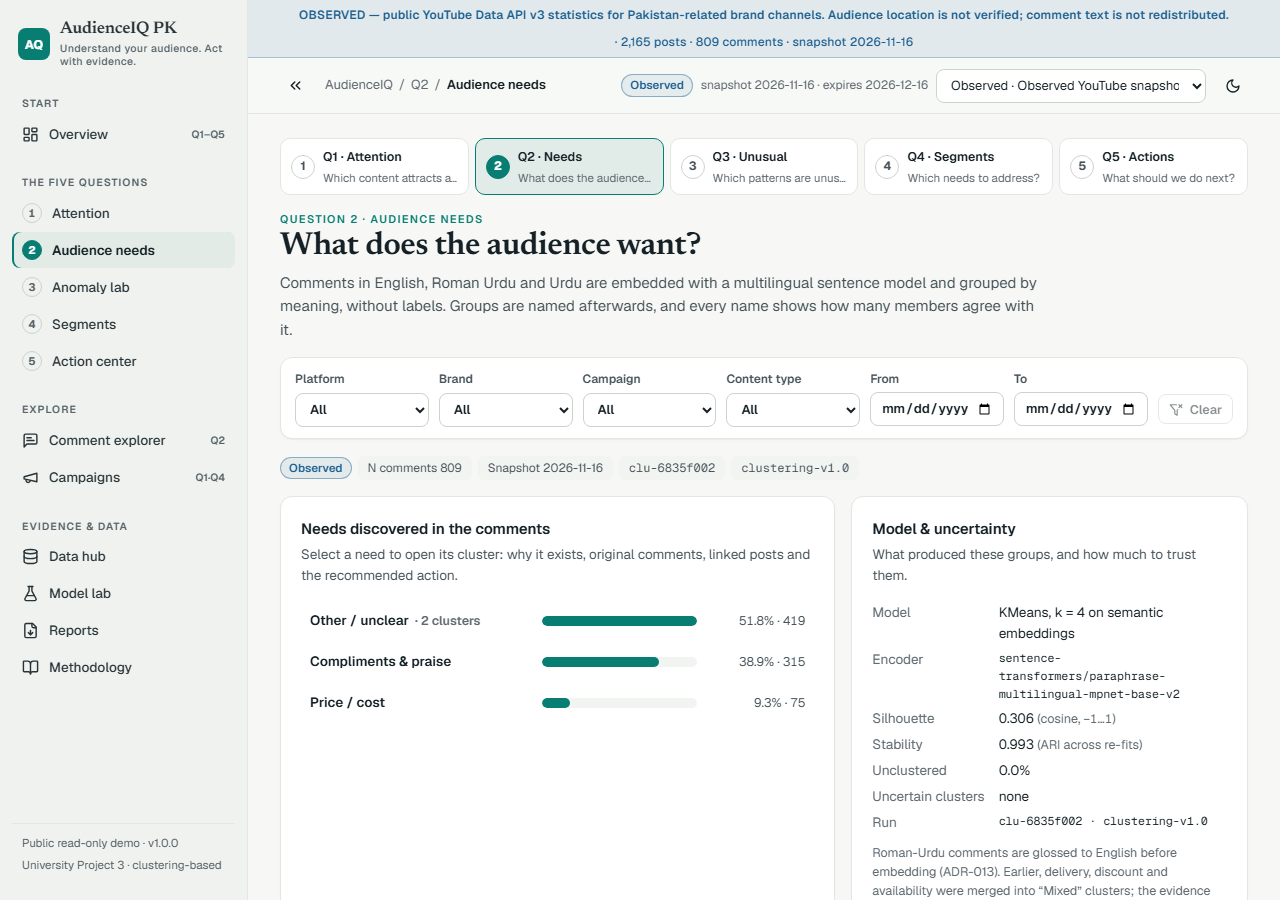 AQ
AudienceIQ PK
Understand your audience. Act
with evidence.
START
Overview Q1–Q5
THE FIVE QUESTIONS
1 Attention
2 Audience needs
3 Anomaly lab
4 Segments
5 Action center
EXPLORE
Comment explorer Q2
Campaigns Q1·Q4
EVIDENCE & DATA
Data hub
Model lab
Reports
Methodology
Public read-only demo · v1.0.0
University Project 3 · clustering-based
OBSERVED — public YouTube Data API v3 statistics for Pakistan-related brand channels. Audience location is not verified; comment text is not redistributed.
· 2,165 posts · 809 comments · snapshot 2026-11-16
AudienceIQ / Q2 / Audience needs
Observed snapshot 2026-11-16 · expires 2026-12-16 Observed · Observed YouTube snapsho
1 Q1 · Attention
Which content attracts a...
2 Q2 · Needs
What does the audience...
3 Q3 · Unusual
Which patterns are unus...
4 Q4 · Segments
Which needs to address?
5 Q5 · Actions
What should we do next?
QUESTION 2 · AUDIENCE NEEDS
What does the audience want?
Comments in English, Roman Urdu and Urdu are embedded with a multilingual sentence model and grouped by
meaning, without labels. Groups are named afterwards, and every name shows how many members agree with
it.
Platform Brand Campaign Content type From To
All All All All mm/dd/yyyy mm/dd/yyyy Clear
Observed N comments 809 Snapshot 2026-11-16 clu-6835f002 clustering-v1.0
Needs discovered in the comments
Select a need to open its cluster: why it exists, original comments, linked posts and
the recommended action.
Other / unclear · 2 clusters 51.8% · 419
Compliments & praise 38.9% · 315
Price / cost 9.3% · 75
Model & uncertainty
What produced these groups, and how much to trust
them.
Model KMeans, k = 4 on semantic
embeddings
Encoder sentence-
transformers/paraphrase-
multilingual-mpnet-base-v2
Silhouette 0.306 (cosine, −1…1)
Stability 0.993 (ARI across re-fits)
Unclustered 0.0%
Uncertain clusters none
Run clu-6835f002 · clustering-v1.0
Roman-Urdu comments are glossed to English before
embedding (ADR-013). Earlier, delivery, discount and
availability were merged into “Mixed” clusters; the evidence